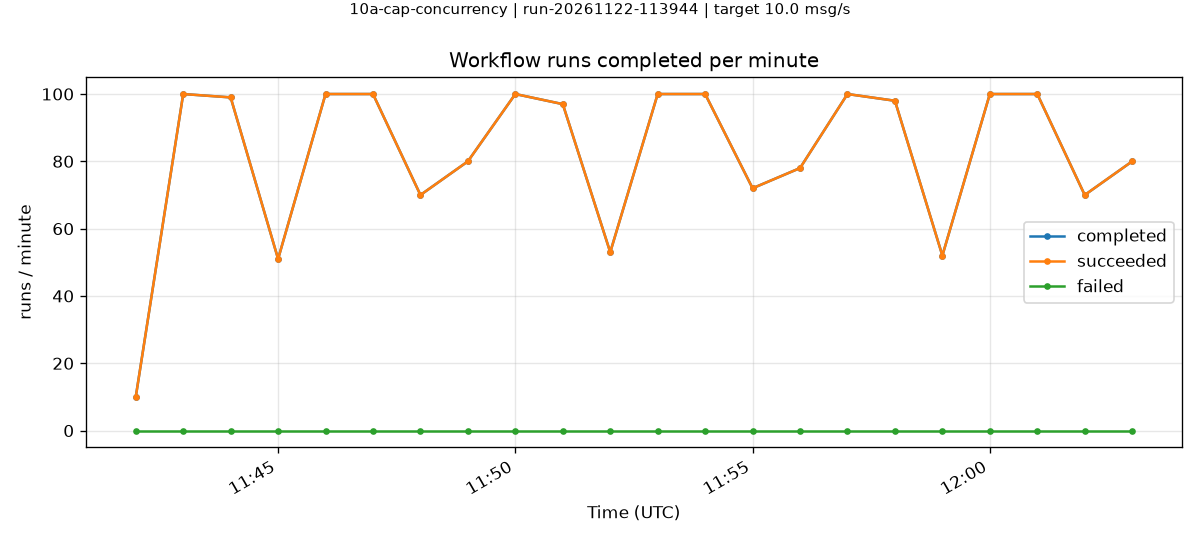 10a-cap-concurrency | run-20261122-113944 | target 10.0 msg/s
Workflow runs completed per minute
100
80
60
40
20
0
runs / minute
completed
succeeded
failed
11:45
11:50
11:55
12:00
Time (UTC)